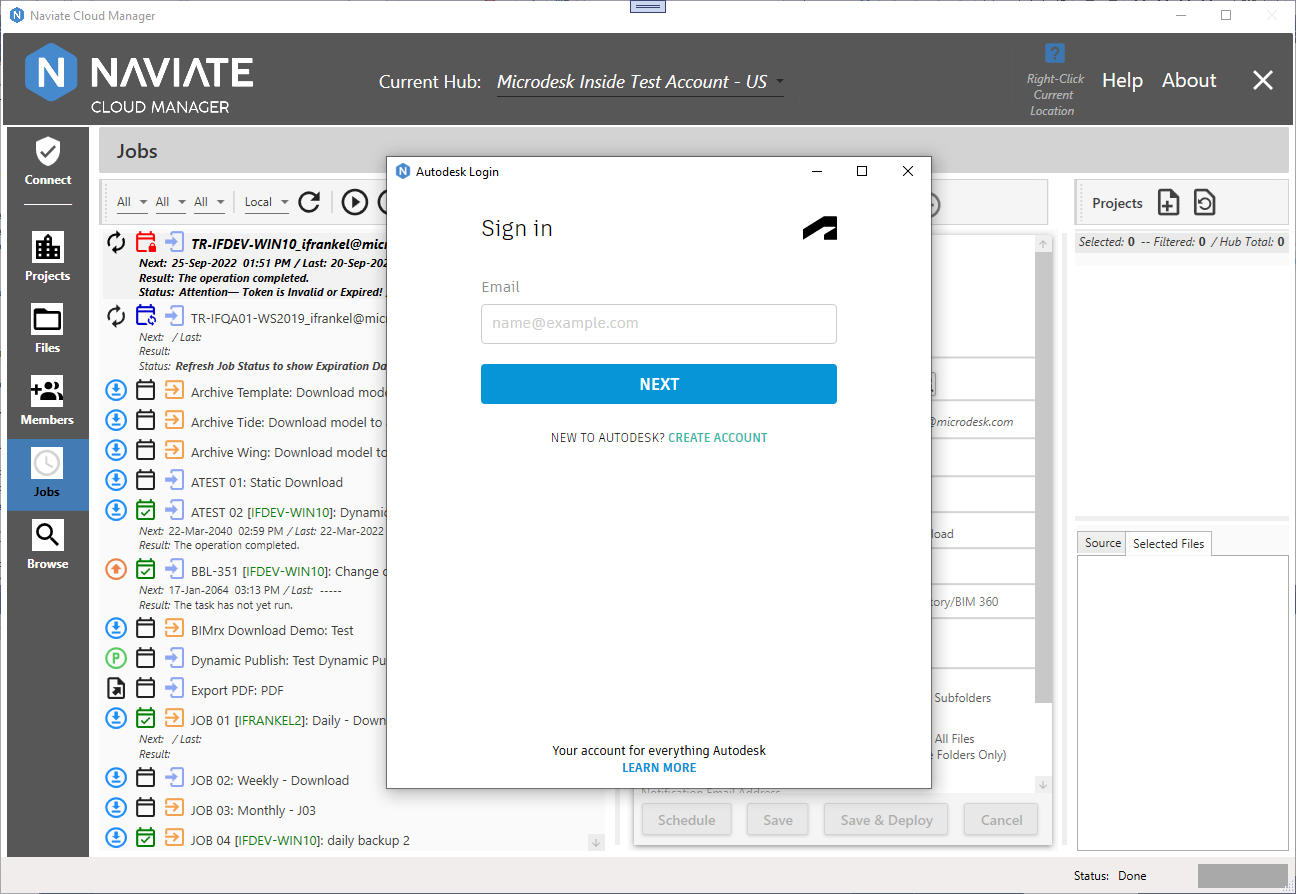 Naviate Cloud Manager
NAVIATE
CLOUD MANAGER
Current Hub: Microdesk Inside Test Account - US
?
Right-Click
Current
Location
Help About
Connect
Projects
Files
Members
Jobs
Browse
Jobs
All All All Local
TR-IFDEV-WIN10_ifrankel@micr
Next: 25-Sep-2022 01:51 PM / Last: 20-Sep-202
Result: The operation completed.
Status: Attention— Token is Invalid or Expired!
TR-IFQA01-WS2019_ifrankel@mic
Next: / Last:
Result:
Status: Refresh Job Status to show Expiration Da
Archive Template: Download mode
Archive Tide: Download model to
Archive Wing: Download model to
ATEST 01: Static Download
ATEST 02 [IFDEV-WIN10]: Dynamic
Next: 22-Mar-2040 02:59 PM / Last: 22-Mar-2022
Result: The operation completed.
BBL-351 [IFDEV-WIN10]: Change
Next: 17-Jan-2064 03:13 PM / Last: -----
Result: The task has not yet run.
BIMrx Download Demo: Test
P
Dynamic Publish: Test Dynamic Pu
Export PDF: PDF
JOB 01 [IFRANKEL2]: Daily - Down
Next: / Last:
Result:
JOB 02: Weekly - Download
JOB 03: Monthly - J03
JOB 04 [IFDEV-WIN10]: daily backup 2
Autodesk Login
Sign in
Email
name@example.com
NEXT
NEW TO AUTODESK? CREATE ACCOUNT
Your account for everything Autodesk
LEARN MORE
@microdesk.com
load
tory/BIM 360
Subfolders
All Files
e Folders Only)
Notification Email Address
Schedule Save Save & Deploy Cancel
Projects
Selected: 0 -- Filtered: 0 / Hub Total: 0
Source Selected Files
Status: Done